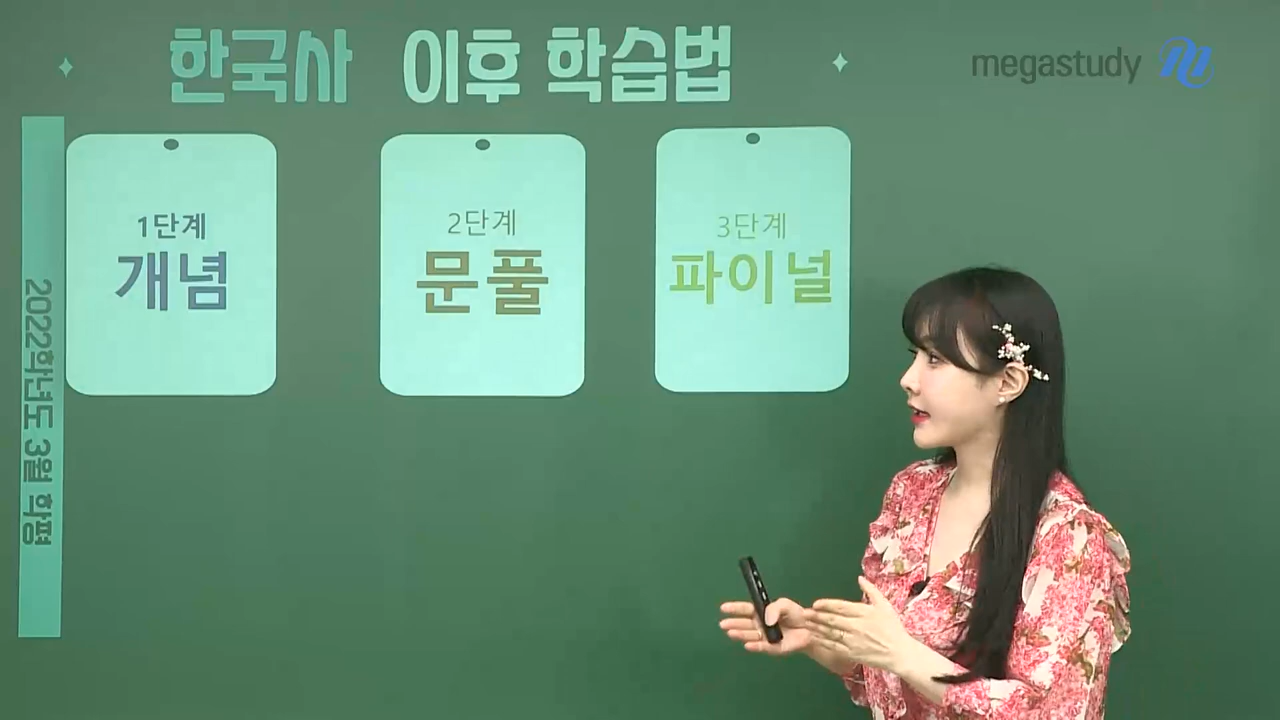 한국사 이후 학습법
megastudy
2022학년도 3월 학평
1단계
개념
2단계
문풀
3단계
파이널